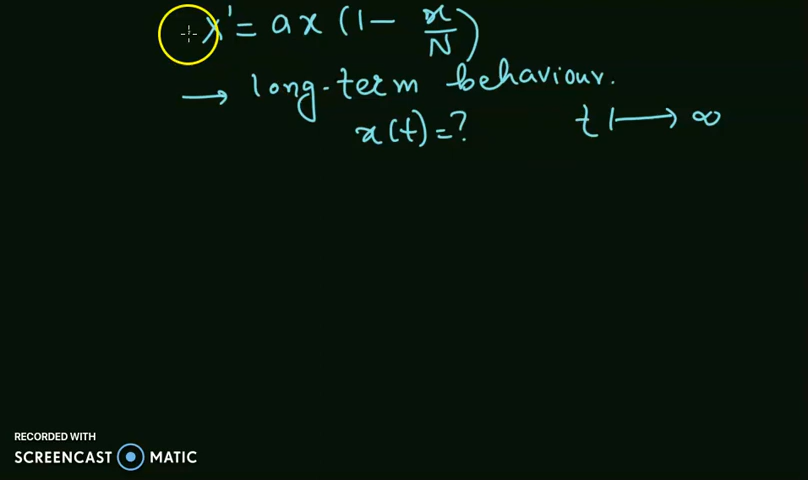 x' = ax (1 - x/N)
→ long-term behaviour.
x(t) = ? t ⟼ ∞
RECORDED WITH
SCREENCAST MATIC